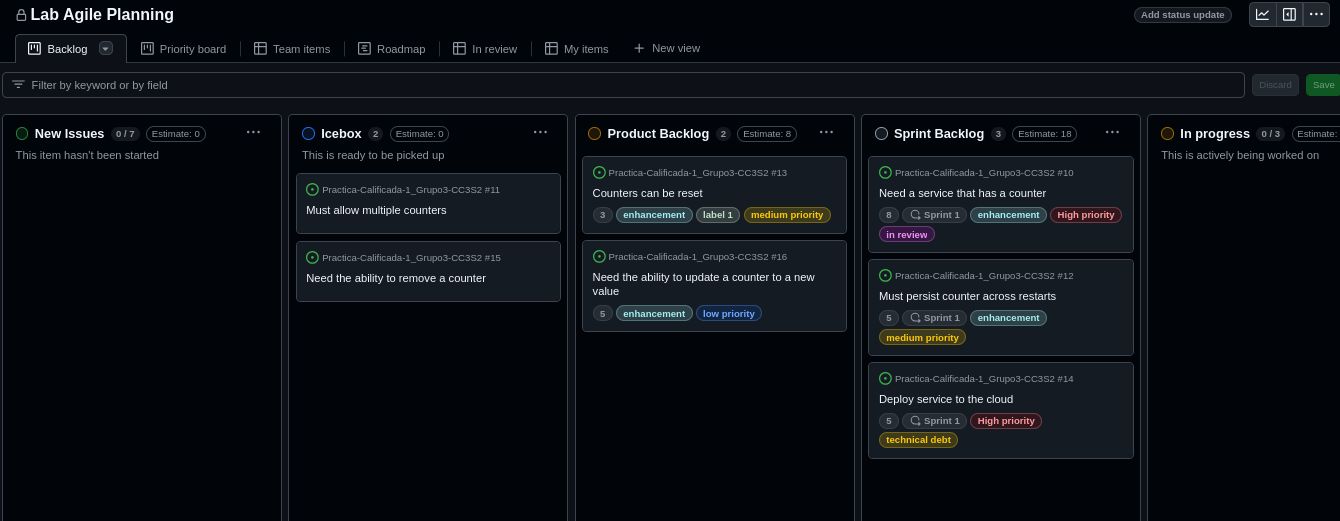 Lab Agile Planning
Add status update
Backlog
Priority board
Team items
Roadmap
In review
My items
New view
Filter by keyword or by field
Discard
Save
New Issues 0 / 7 Estimate: 0
This item hasn't been started
Icebox 2 Estimate: 0
This is ready to be picked up
Practica-Calificada-1_Grupo3-CC3S2 #11
Must allow multiple counters
Practica-Calificada-1_Grupo3-CC3S2 #15
Need the ability to remove a counter
Product Backlog 2 Estimate: 8
Practica-Calificada-1_Grupo3-CC3S2 #13
Counters can be reset
3 enhancement label 1 medium priority
Practica-Calificada-1_Grupo3-CC3S2 #16
Need the ability to update a counter to a new
value
5 enhancement low priority
Sprint Backlog 3 Estimate: 18
Practica-Calificada-1_Grupo3-CC3S2 #10
Need a service that has a counter
8 Sprint 1 enhancement High priority
in review
Practica-Calificada-1_Grupo3-CC3S2 #12
Must persist counter across restarts
5 Sprint 1 enhancement
medium priority
Practica-Calificada-1_Grupo3-CC3S2 #14
Deploy service to the cloud
5 Sprint 1 High priority
technical debt
In progress 0 / 3 Estimate:
This is actively being worked on